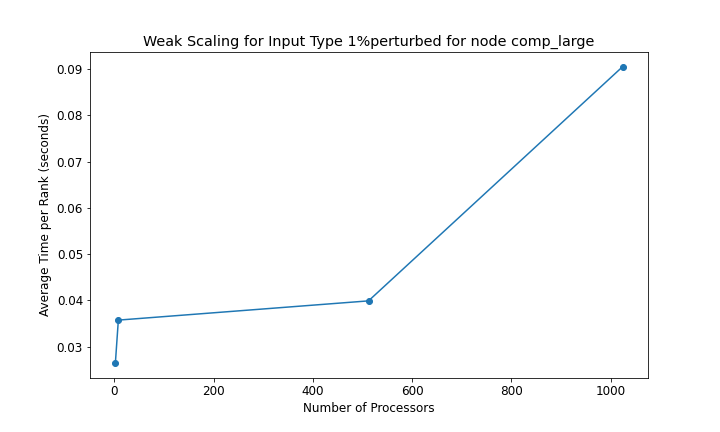 Weak Scaling for Input Type 1%perturbed for node comp_large
Average Time per Rank (seconds)
0.09
0.08
0.07
0.06
0.05
0.04
0.03
0 200 400 600 800 1000
Number of Processors